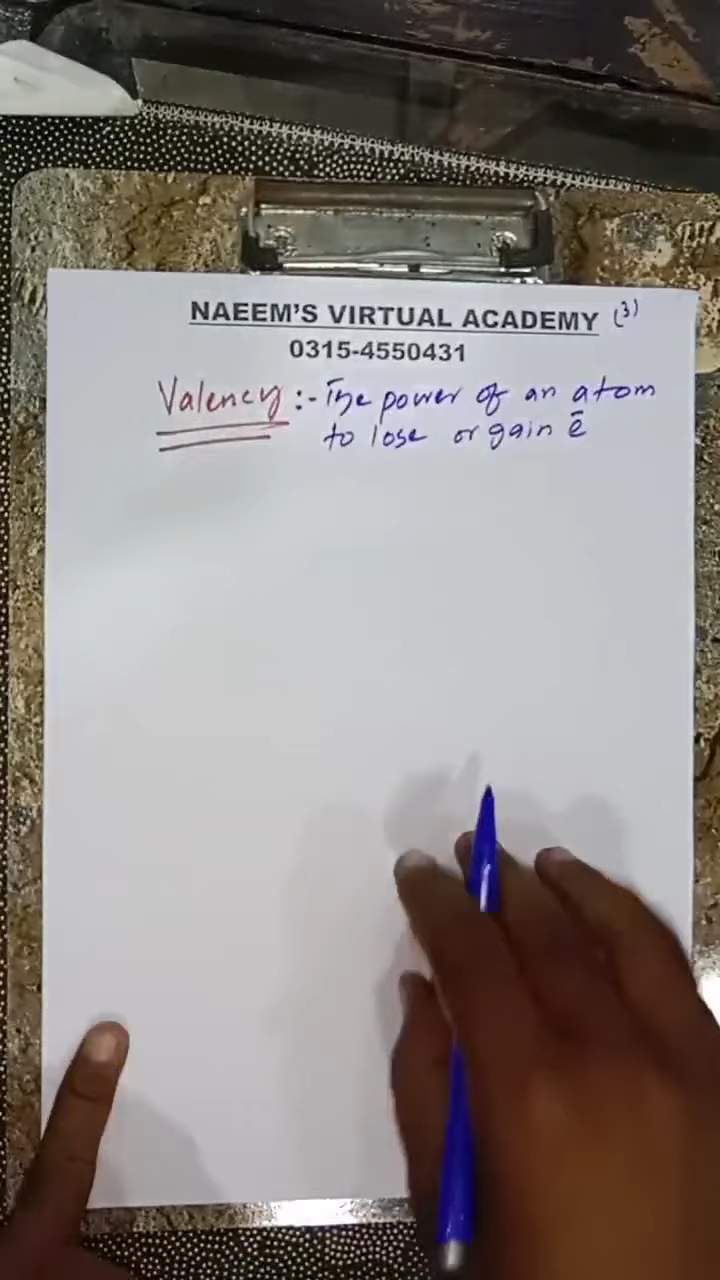 NAEEM'S VIRTUAL ACADEMY (3)
0315-4550431
Valency :- The power of an atom
to lose or gain ē